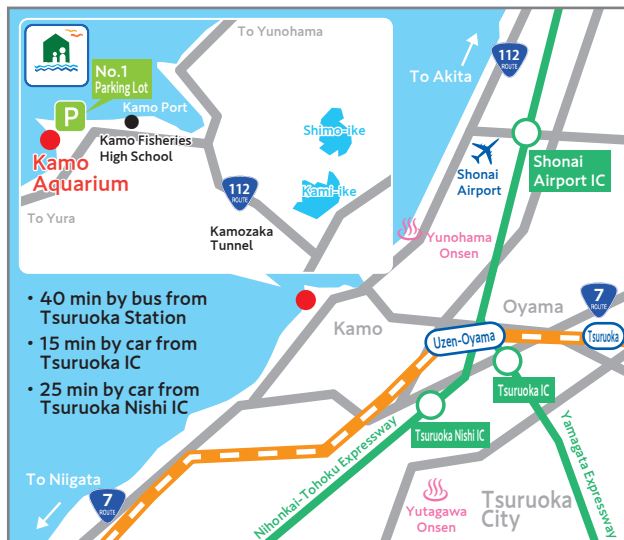 To Yunohama
No.1
Parking Lot
P
Kamo Port
Kamo Fisheries
High School
Kamo
Aquarium
To Yura
Shimo-ike
Kami-ike
112
ROUTE
Kamozaka
Tunnel
To Akita
112
ROUTE
Shonai
Airport
Shonai
Airport IC
Yunohama
Onsen
7
ROUTE
Oyama
Kamo
Uzen-Oyama
Tsuruoka
• 40 min by bus from
Tsuruoka Station
• 15 min by car from
Tsuruoka IC
• 25 min by car from
Tsuruoka Nishi IC
Tsuruoka IC
Tsuruoka Nishi IC
Nihonkai-Tohoku Expressway
Yamagata Expressway
To Niigata
7
ROUTE
Yutagawa
Onsen
Tsuruoka
City